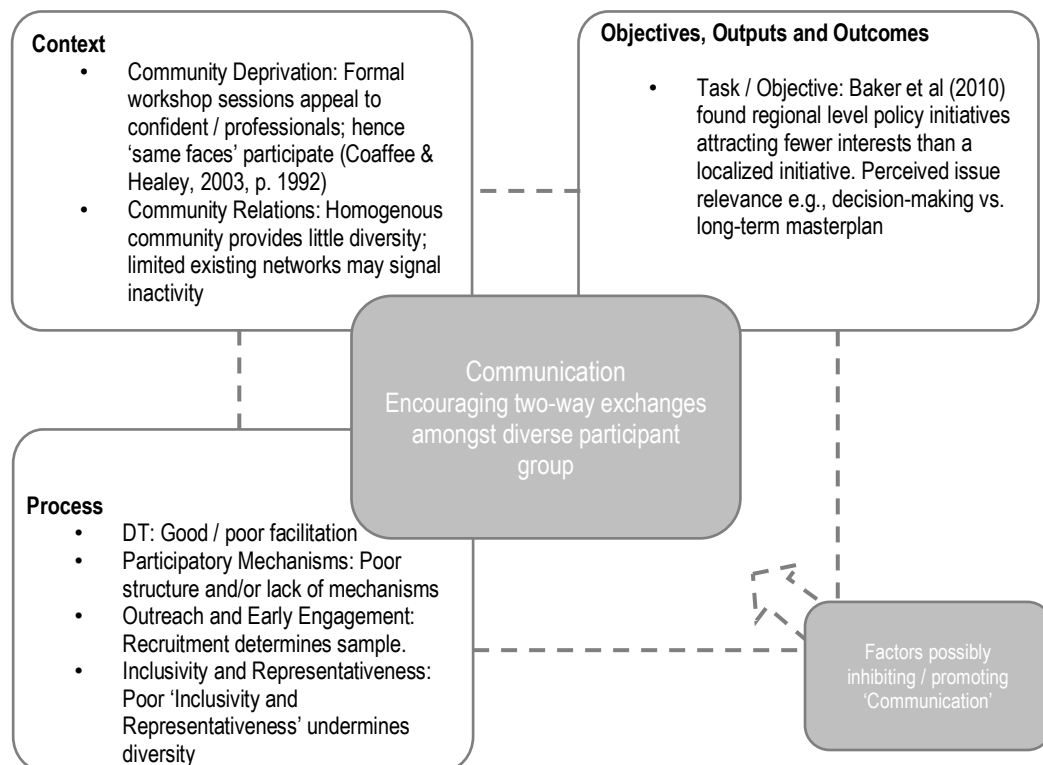 Context
• Community Deprivation: Formal
workshop sessions appeal to
confident / professionals; hence
‘same faces’ participate (Coaffee &
Healey, 2003, p. 1992)
• Community Relations: Homogenous
community provides little diversity;
limited existing networks may signal
inactivity
Objectives, Outputs and Outcomes
• Task / Objective: Baker et al (2010)
found regional level policy initiatives
attracting fewer interests than a
localized initiative. Perceived issue
relevance e.g., decision-making vs.
long-term masterplan
Communication
Encouraging two-way exchanges
amongst diverse participant
group
Process
• DT: Good / poor facilitation
• Participatory Mechanisms: Poor
structure and/or lack of mechanisms
• Outreach and Early Engagement:
Recruitment determines sample.
• Inclusivity and Representativeness:
Poor ‘Inclusivity and
Representativeness’ undermines
diversity
Factors possibly
inhibiting / promoting
‘Communication’